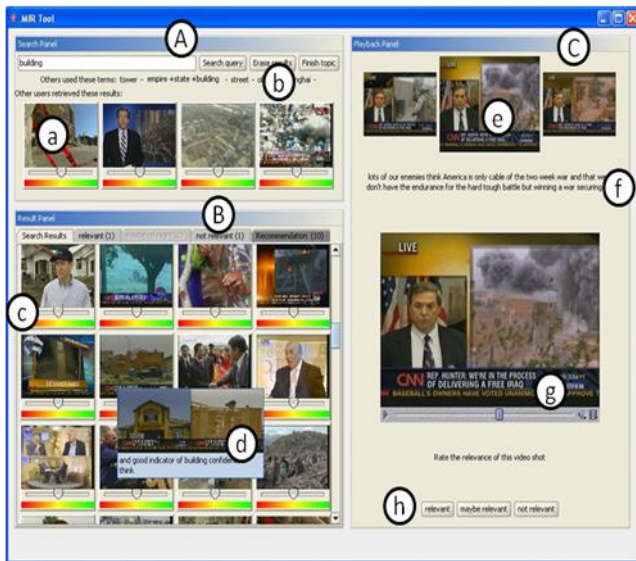 MIR Tool
A
Search Panel
building
Search query
Erase results
Finish topic
Others used these terms: tower - empire +state +building - street -
b
Other users retrieved these results:
a
B
Result Panel
Search Results
relevant (1)
not relevant (1)
Recommendation (10)
c
d
and good indicator of building
think
Playback Panel
C
CNN
LIVE
CNN
e
CNN
lots of our enemies think America is only cable of the two week war and that
don't have the endurance for the hard tough battle but winning a war securing
f
LIVE
CNN
REP. HUNTER: WE'RE IN THE PROCESS
OF DELIVERING A FREE IRAQ
BASEBALL'S OWNERS HAVE VOTED
g
Rate the relevance of this video shot
h
relevant
maybe relevant
not relevant